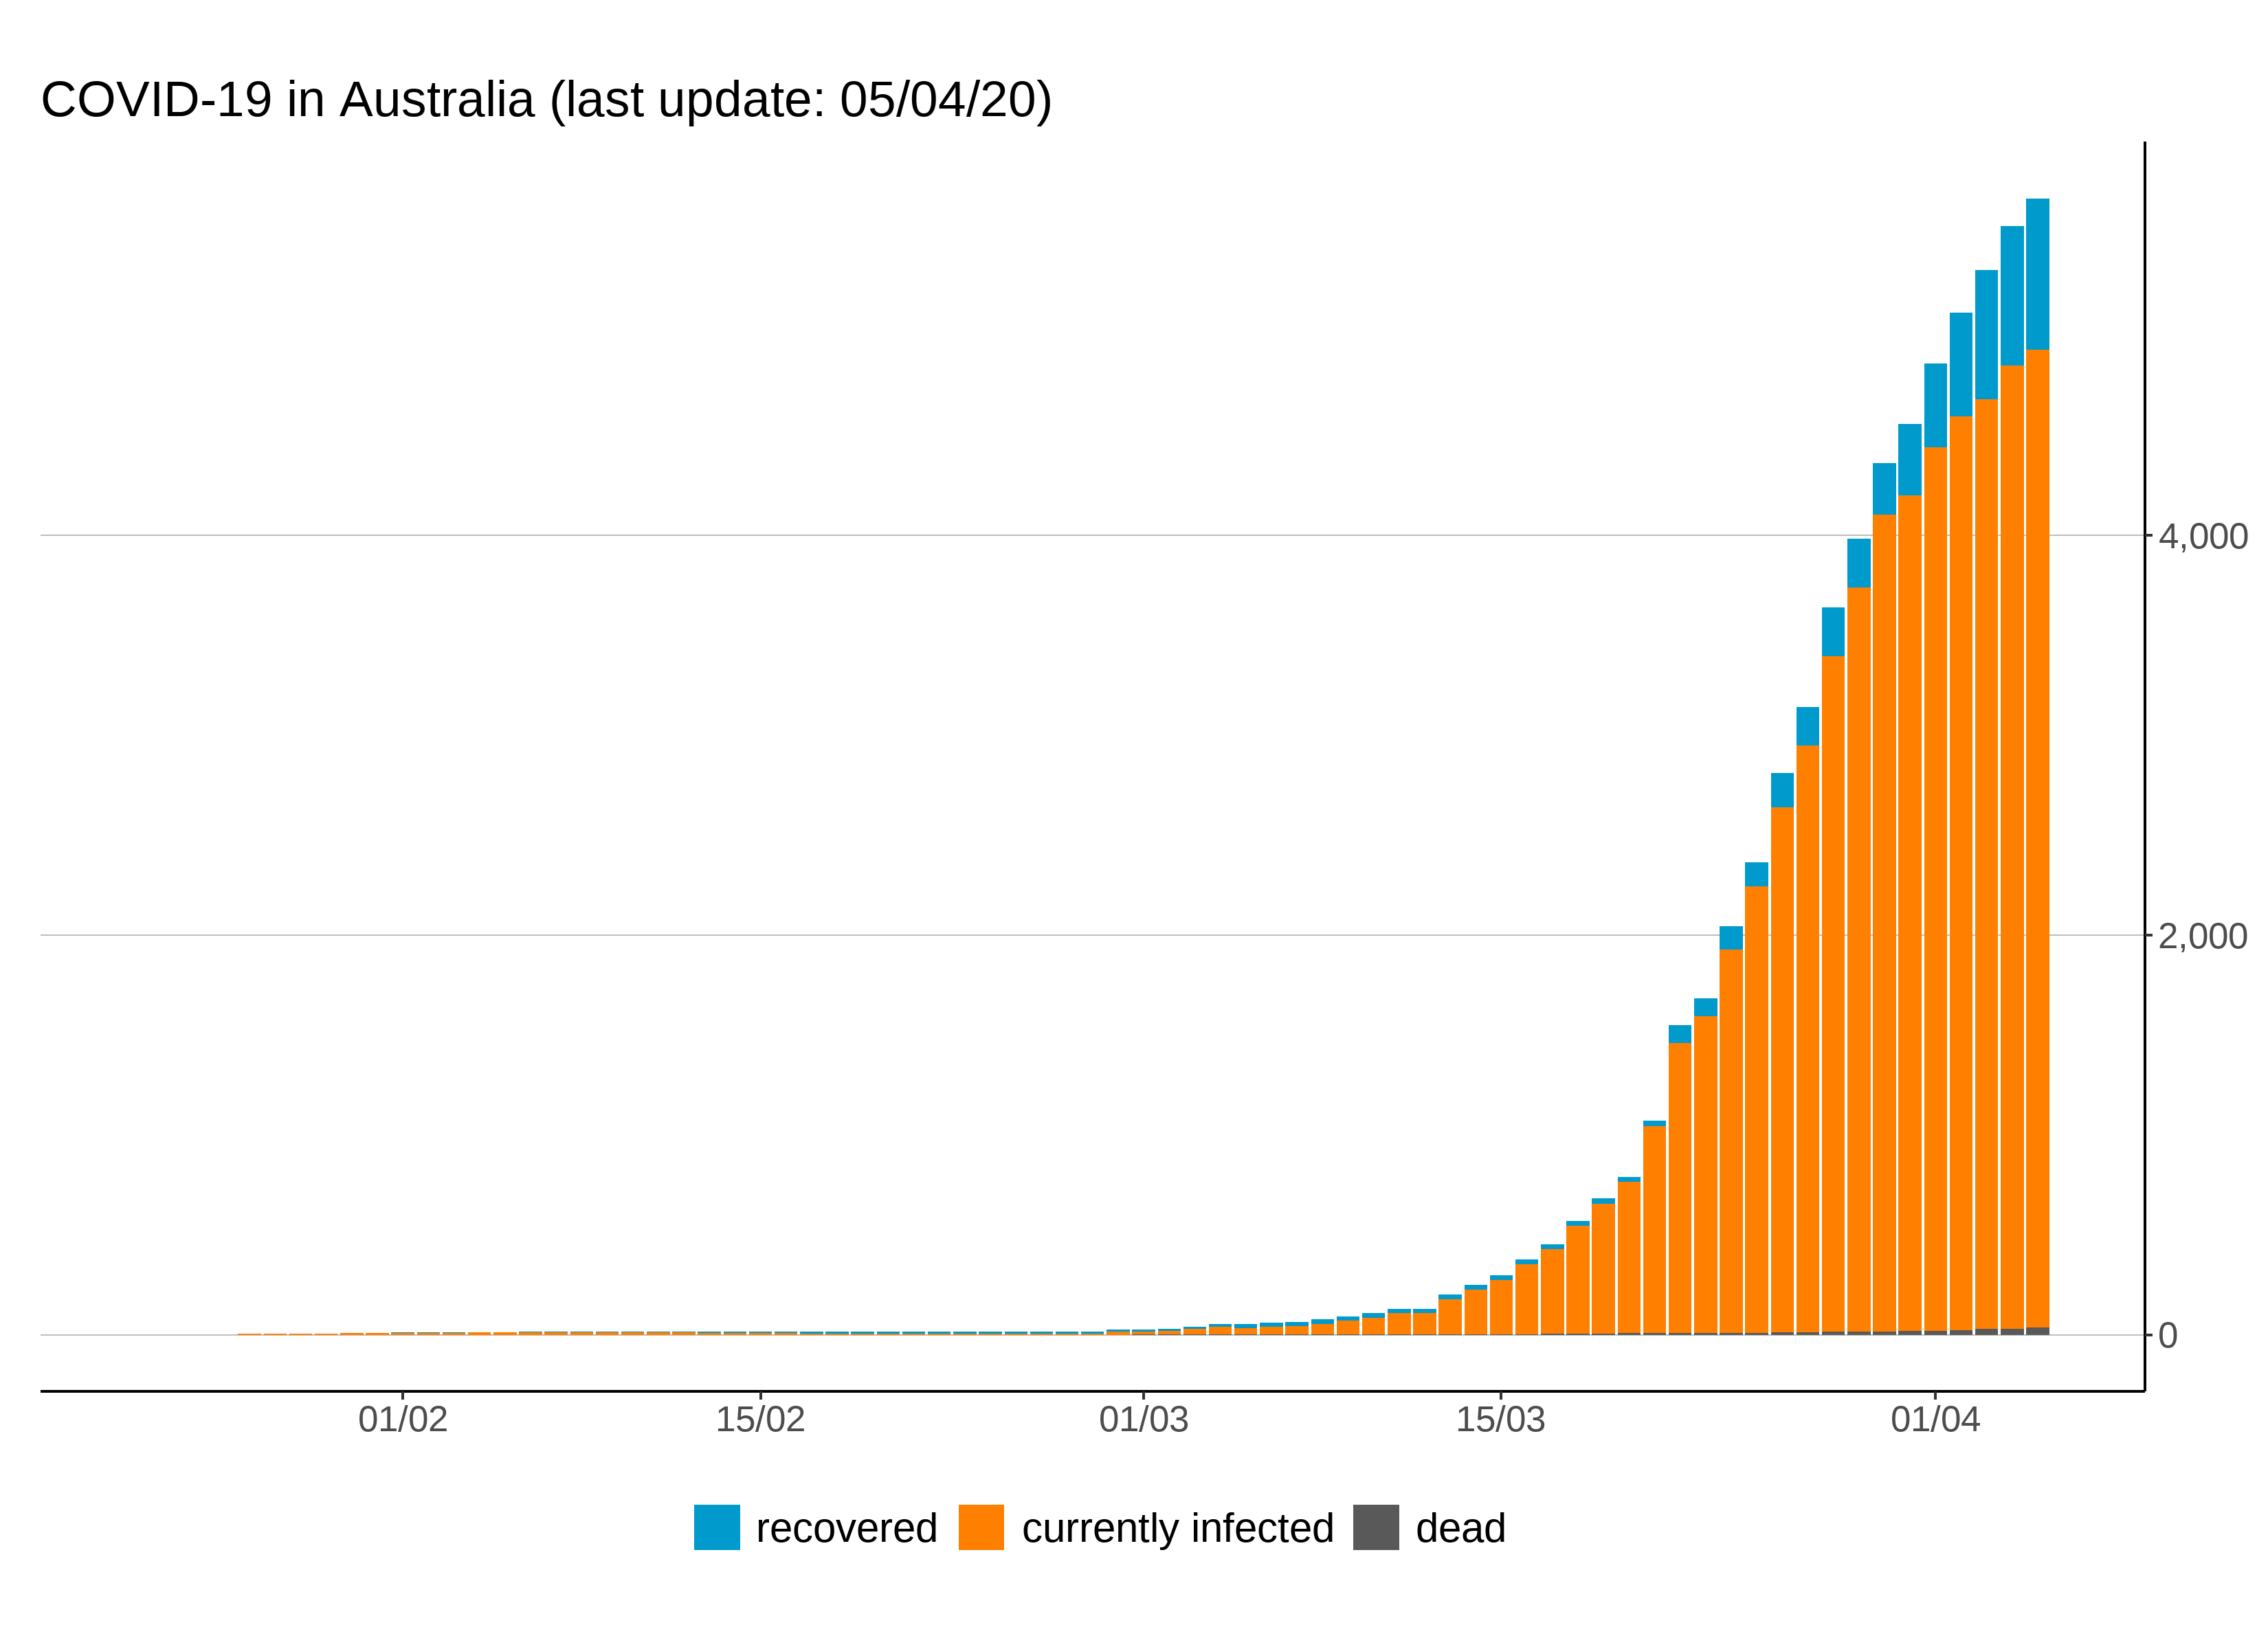 COVID-19 in Australia (last update: 05/04/20)
4,000
2,000
0
01/02 15/02 01/03 15/03 01/04
recovered currently infected dead